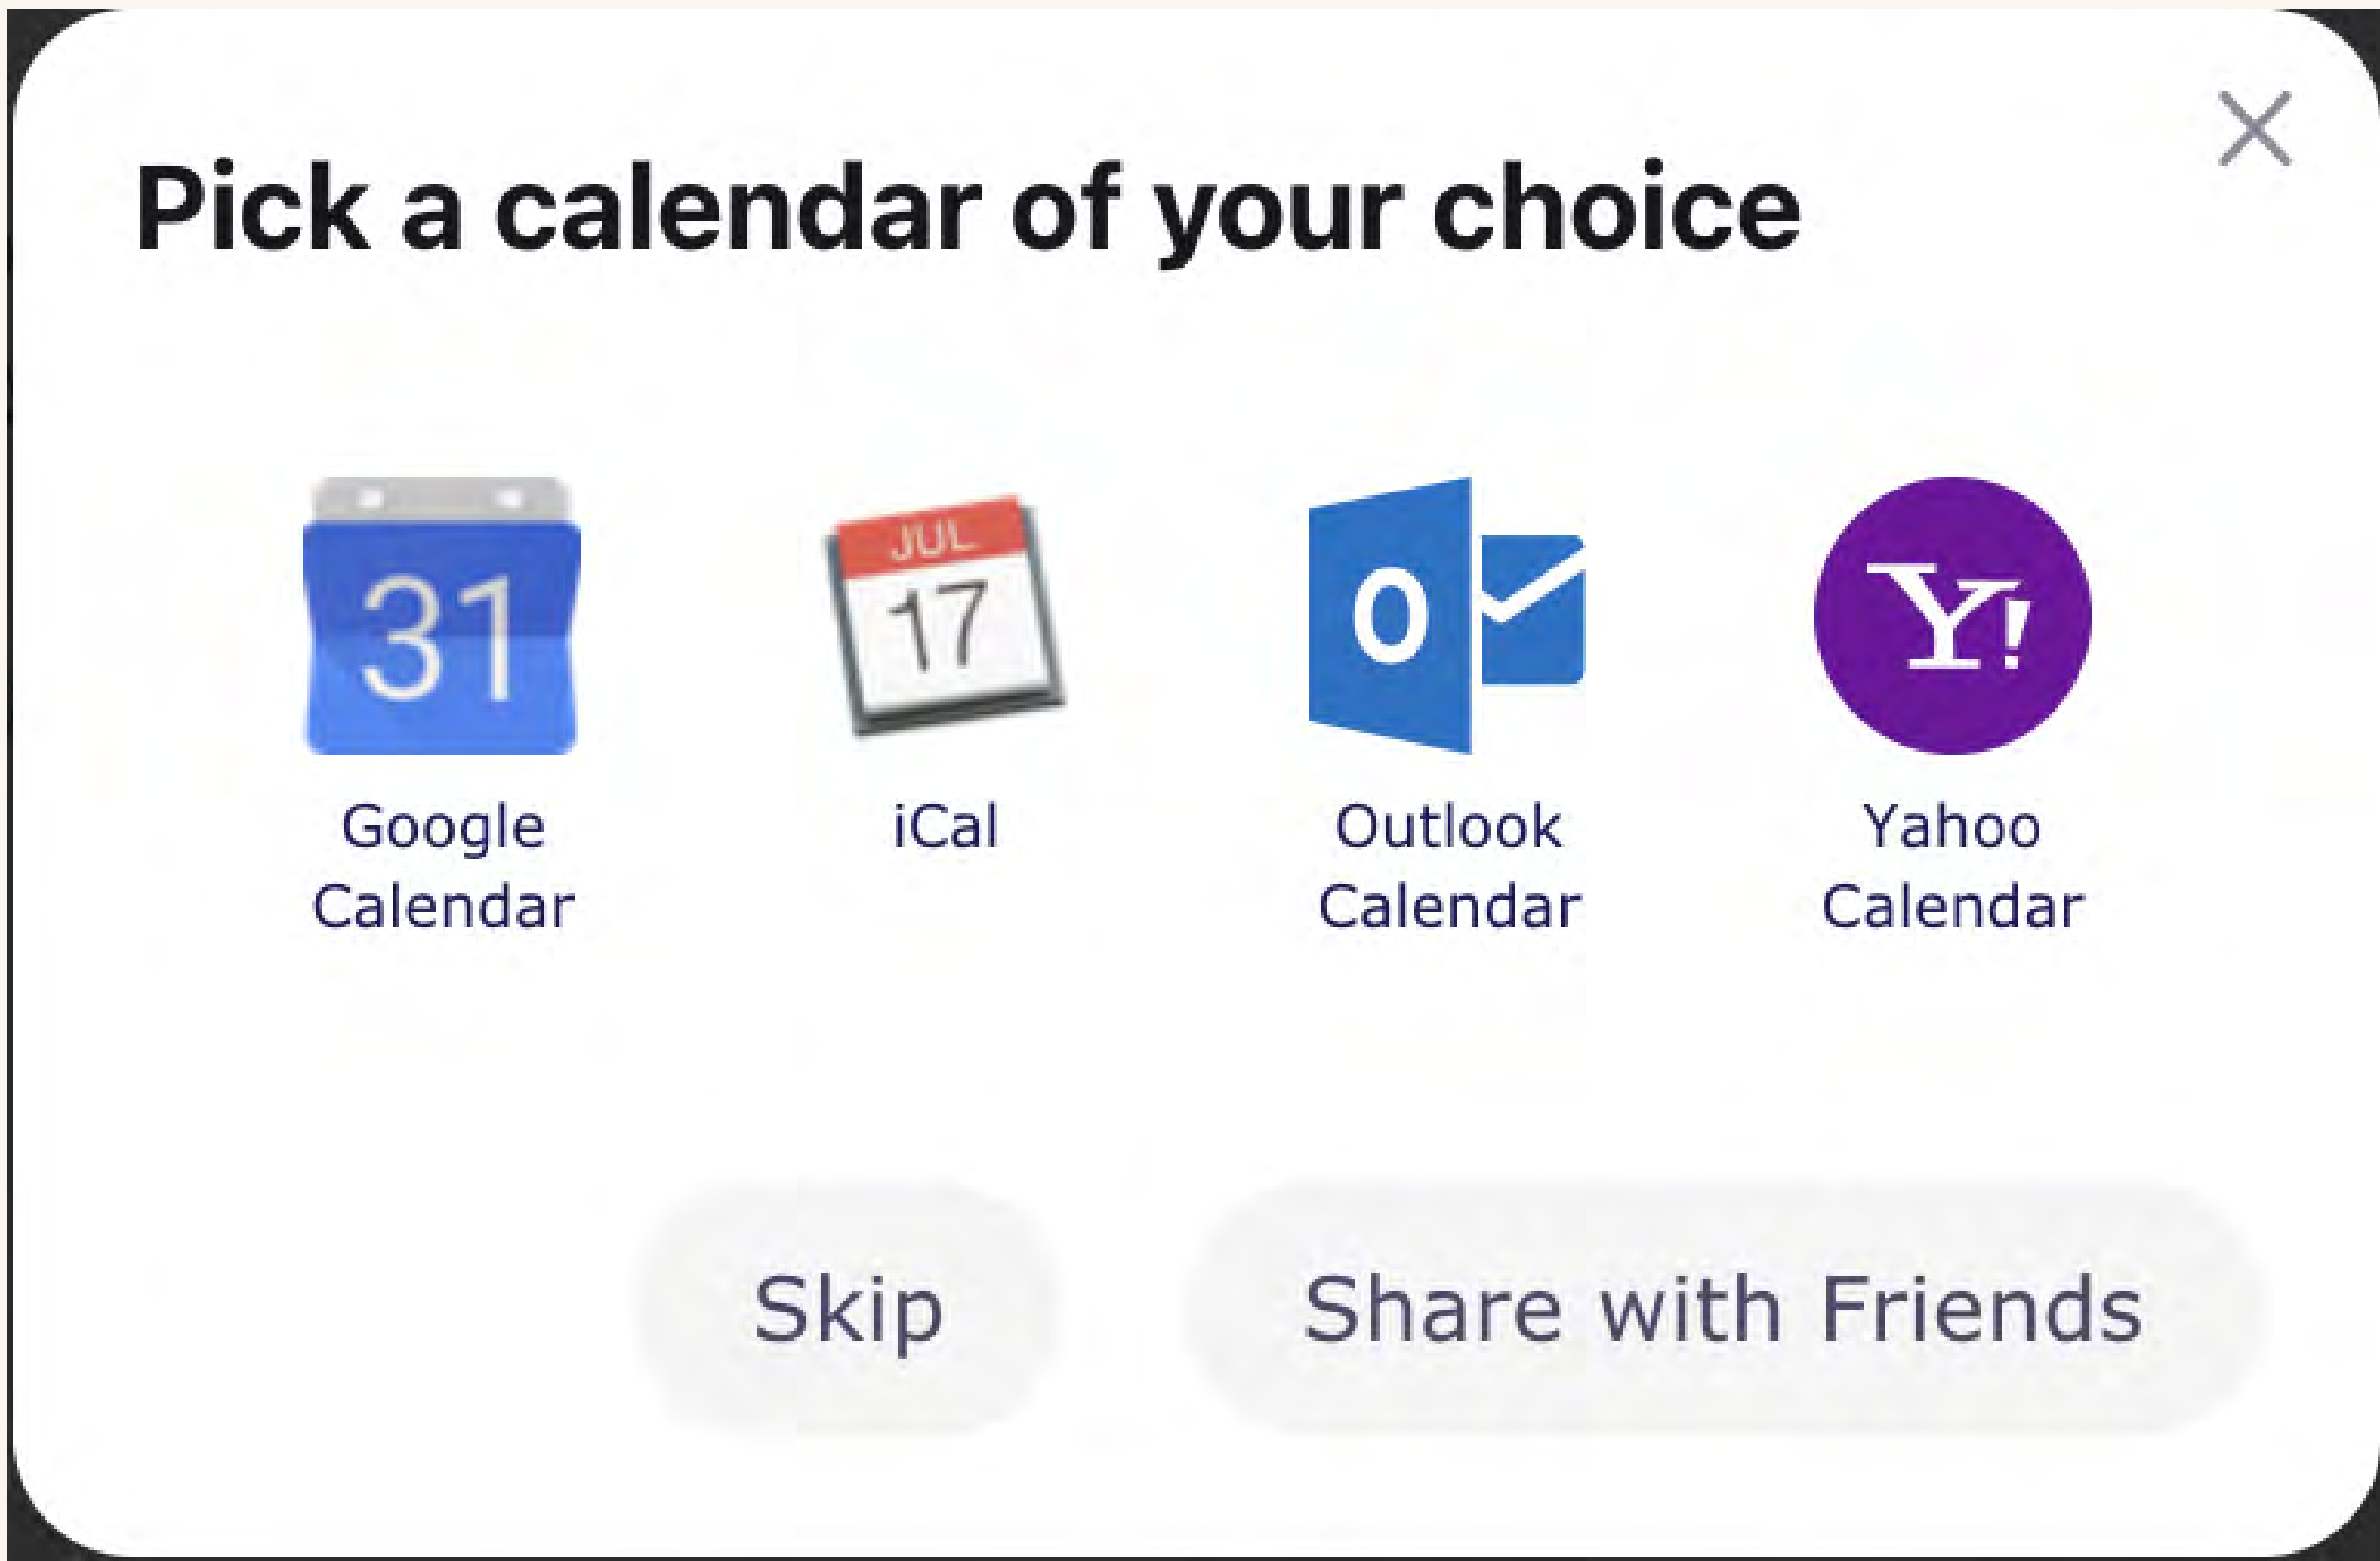 Pick a calendar of your choice
31
JUL
17
O
Y!
Google
Calendar
iCal
Outlook
Calendar
Yahoo
Calendar
Skip
Share with Friends